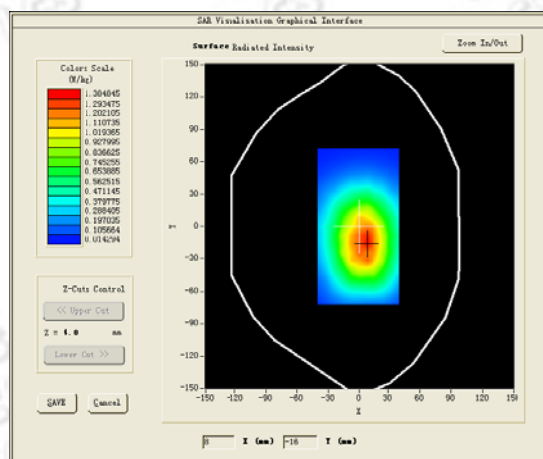 SAR Visualisation Graphical Interface
Surface Radiated Intensity
Zoom In/Out
Colors Scale
(W/kg)
1.384845
1.293475
1.202105
1.110735
1.019365
0.927995
0.836625
0.745255
0.653885
0.562515
0.471145
0.379775
0.288405
0.197035
0.105664
0.014294
150
120
90
60
30
0
-30
-60
-90
-120
-150
Y
-150 -120 -90 -60 -30 0 30 60 90 120 150
X
Z-Cuts Control
<< Upper Cut
Z = 4.0 mm
Lower Cut >>
SAVE
Cancel
8 X (mm) -16 Y (mm)